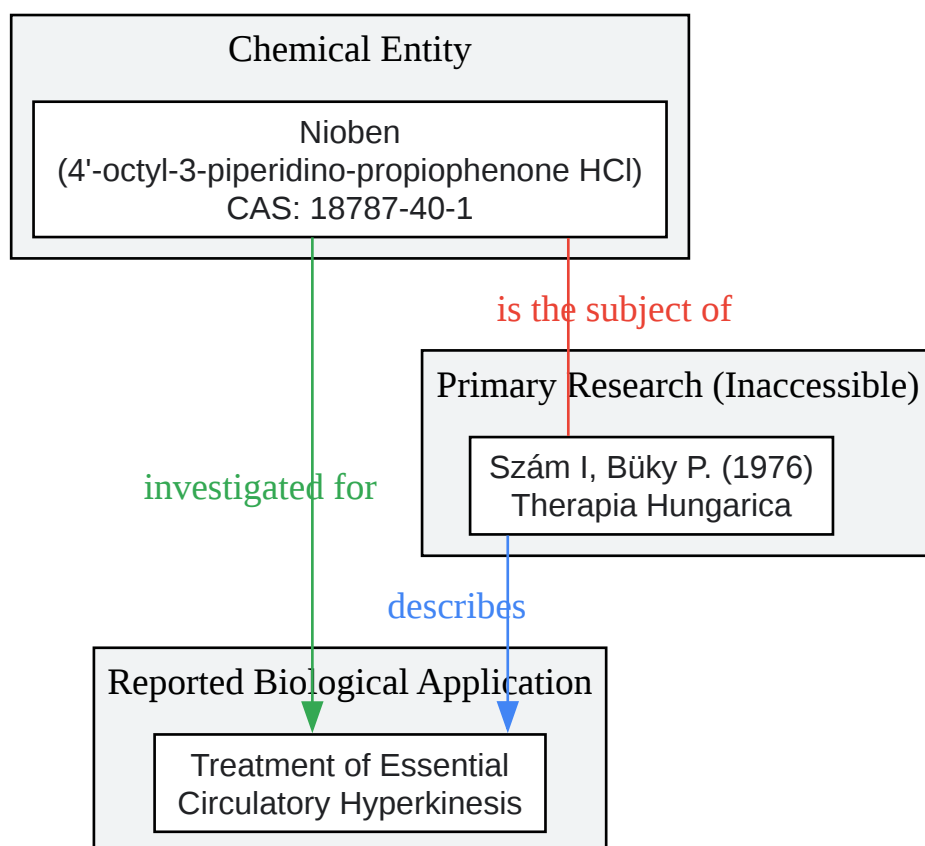 Chemical Entity
Nioben
(4'-octyl-3-piperidino-propiophenone HCl)
CAS: 18787-40-1
is the subject of
Primary Research (Inaccessible)
Szám I, Büky P. (1976)
Therapia Hungarica
investigated for
describes
Reported Biological Application
Treatment of Essential
Circulatory Hyperkinesis